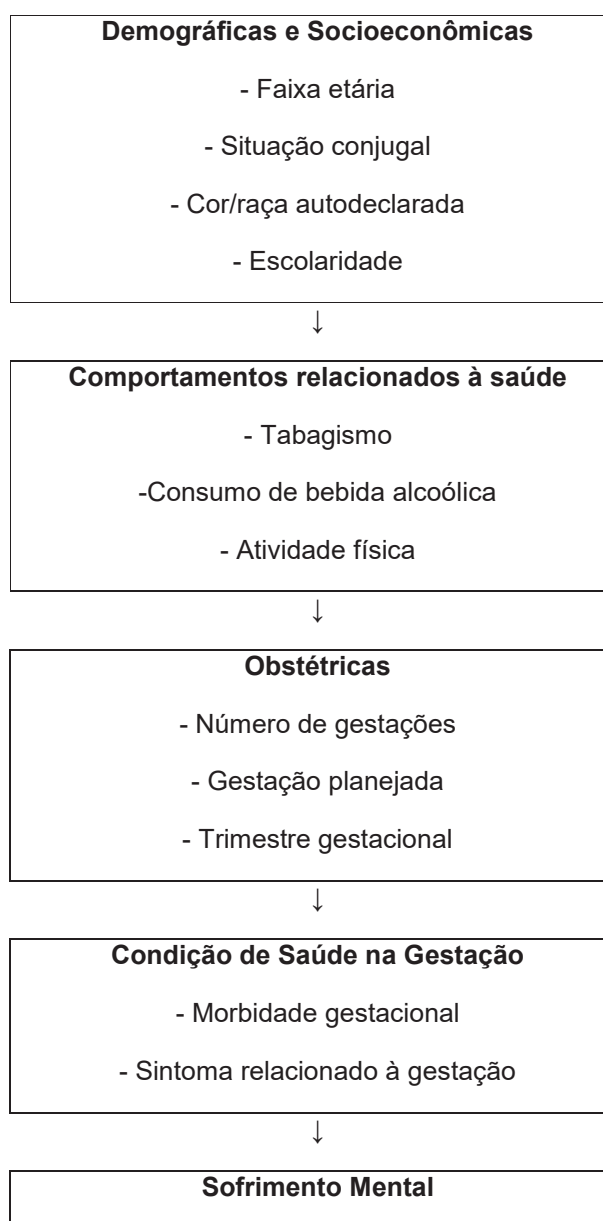 Demográficas e Socioeconômicas
- Faixa etária
- Situação conjugal
- Cor/raça autodeclarada
- Escolaridade
↓
Comportamentos relacionados à saúde
- Tabagismo
-Consumo de bebida alcoólica
- Atividade física
↓
Obstétricas
- Número de gestações
- Gestação planejada
- Trimestre gestacional
↓
Condição de Saúde na Gestação
- Morbidade gestacional
- Sintoma relacionado à gestação
↓
Sofrimento Mental